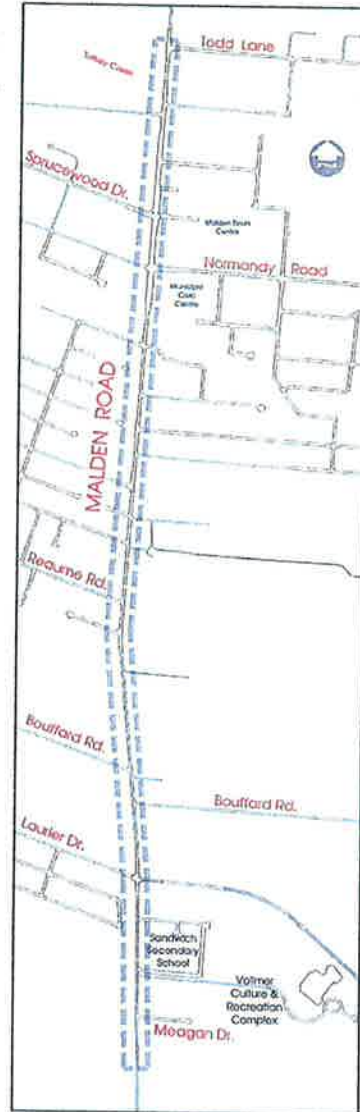 Todd Lane
Turkey Creek
Sprucewood Dr.
Malden Town
Centre
Normandy Road
Municipal
Civic
Centre
MALDEN ROAD
Reaume Rd.
Bouffard Rd.
Bouffard Rd.
Laurier Dr.
Sandwich
Secondary
School
Vollmer
Culture &
Recreation
Complex
Meagan Dr.